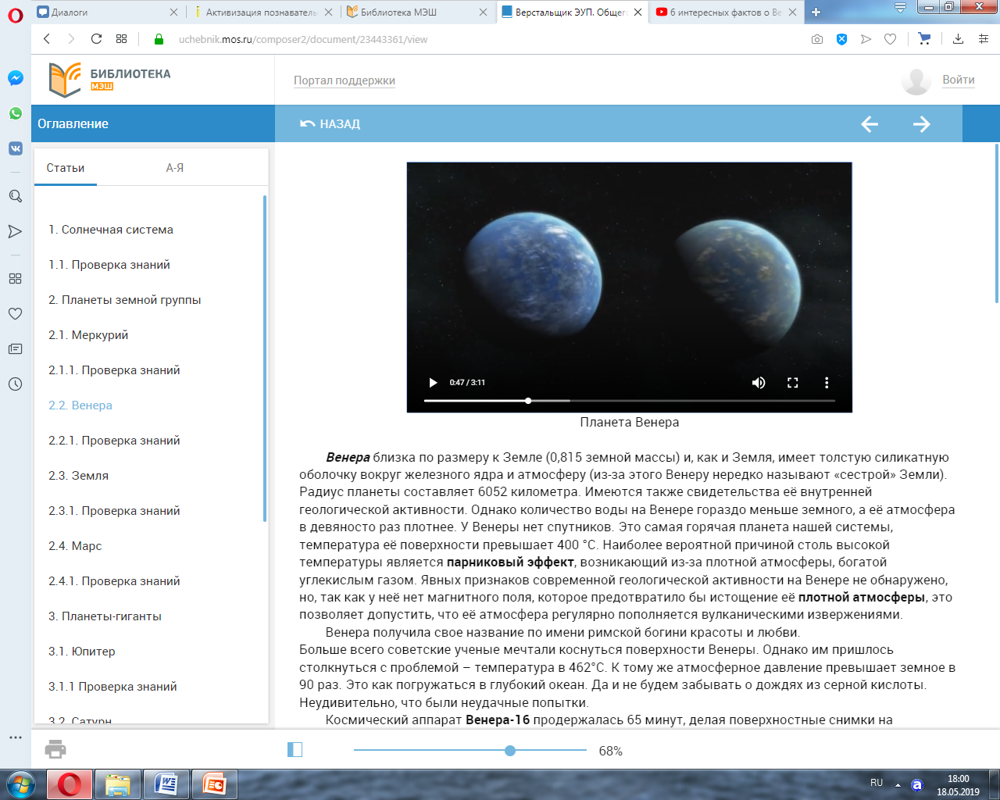 Диалоги
Активизация познаватель
Библиотека МЭШ
Верстальщик ЭУП. Общего
6 интересных фактов о Ве
uchebnik.mos.ru/composer2/document/23443361/view
БИБЛИОТЕКА
МЭШ
Портал поддержки
Войти
Оглавление
НАЗАД
Статьи
А-Я
1. Солнечная система
1.1. Проверка знаний
2. Планеты земной группы
2.1. Меркурий
2.1.1. Проверка знаний
2.2. Венера
2.2.1. Проверка знаний
2.3. Земля
2.3.1. Проверка знаний
2.4. Марс
2.4.1. Проверка знаний
3. Планеты-гиганты
3.1. Юпитер
3.1.1 Проверка знаний
3.2. Сатурн
0:47 / 3:11
Планета Венера
Венера близка по размеру к Земле (0,815 земной массы) и, как и Земля, имеет толстую силикатную
оболочку вокруг железного ядра и атмосферу (из-за этого Венеру нередко называют «сестрой» Земли).
Радиус планеты составляет 6052 километра. Имеются также свидетельства её внутренней
геологической активности. Однако количество воды на Венере гораздо меньше земного, а её атмосфера
в девяносто раз плотнее. У Венеры нет спутников. Это самая горячая планета нашей системы,
температура её поверхности превышает 400 °C. Наиболее вероятной причиной столь высокой
температуры является парниковый эффект, возникающий из-за плотной атмосферы, богатой
углекислым газом. Явных признаков современной геологической активности на Венере не обнаружено,
но, так как у неё нет магнитного поля, которое предотвратило бы истощение её плотной атмосферы, это
позволяет допустить, что её атмосфера регулярно пополняется вулканическими извержениями.
Венера получила свое название по имени римской богини красоты и любви.
Больше всего советские ученые мечтали коснуться поверхности Венеры. Однако им пришлось
столкнуться с проблемой – температура в 462°C. К тому же атмосферное давление превышает земное в
90 раз. Это как погружаться в глубокий океан. Да и не будем забывать о дождях из серной кислоты.
Неудивительно, что были неудачные попытки.
Космический аппарат Венера-16 продержалась 65 минут, делая поверхностные снимки на
68%
RU
18:00
18.05.2019